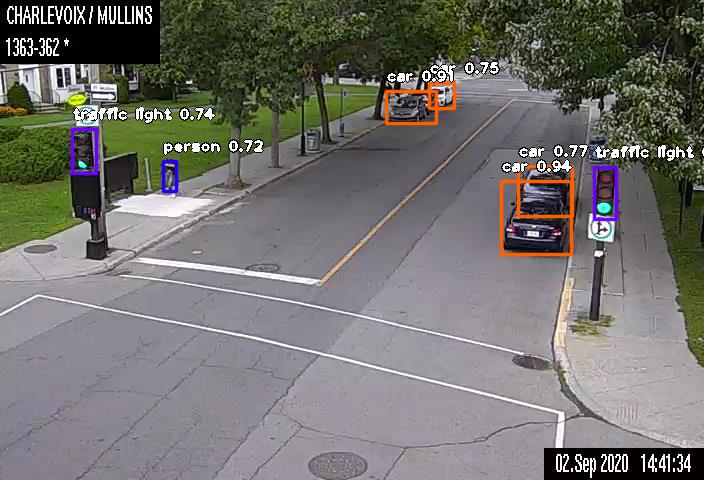 CHARLEVOIX / MULLINS
1363-362 *
car 0.75
car 0.91
traffic light 0.74
person 0.72
car 0.77
traffic light
car 0.94
02.Sep 2020 14:41:34